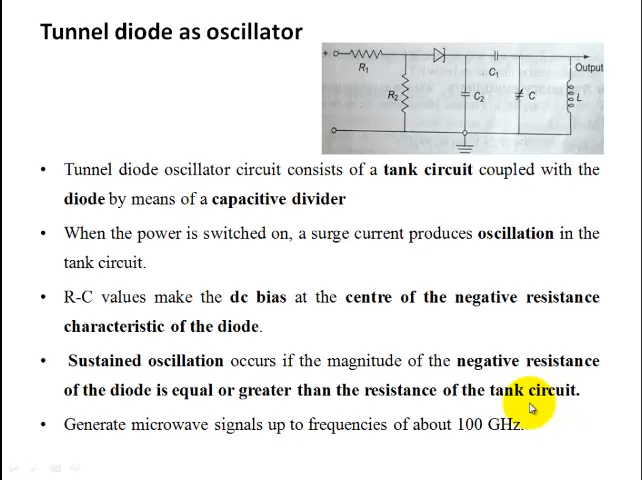 Tunnel diode as oscillator
+
R1
R2
C1
C2
C
L
Output
• Tunnel diode oscillator circuit consists of a tank circuit coupled with the
diode by means of a capacitive divider
• When the power is switched on, a surge current produces oscillation in the
tank circuit.
• R-C values make the dc bias at the centre of the negative resistance
characteristic of the diode.
• Sustained oscillation occurs if the magnitude of the negative resistance
of the diode is equal or greater than the resistance of the tank circuit.
• Generate microwave signals up to frequencies of about 100 GHz.